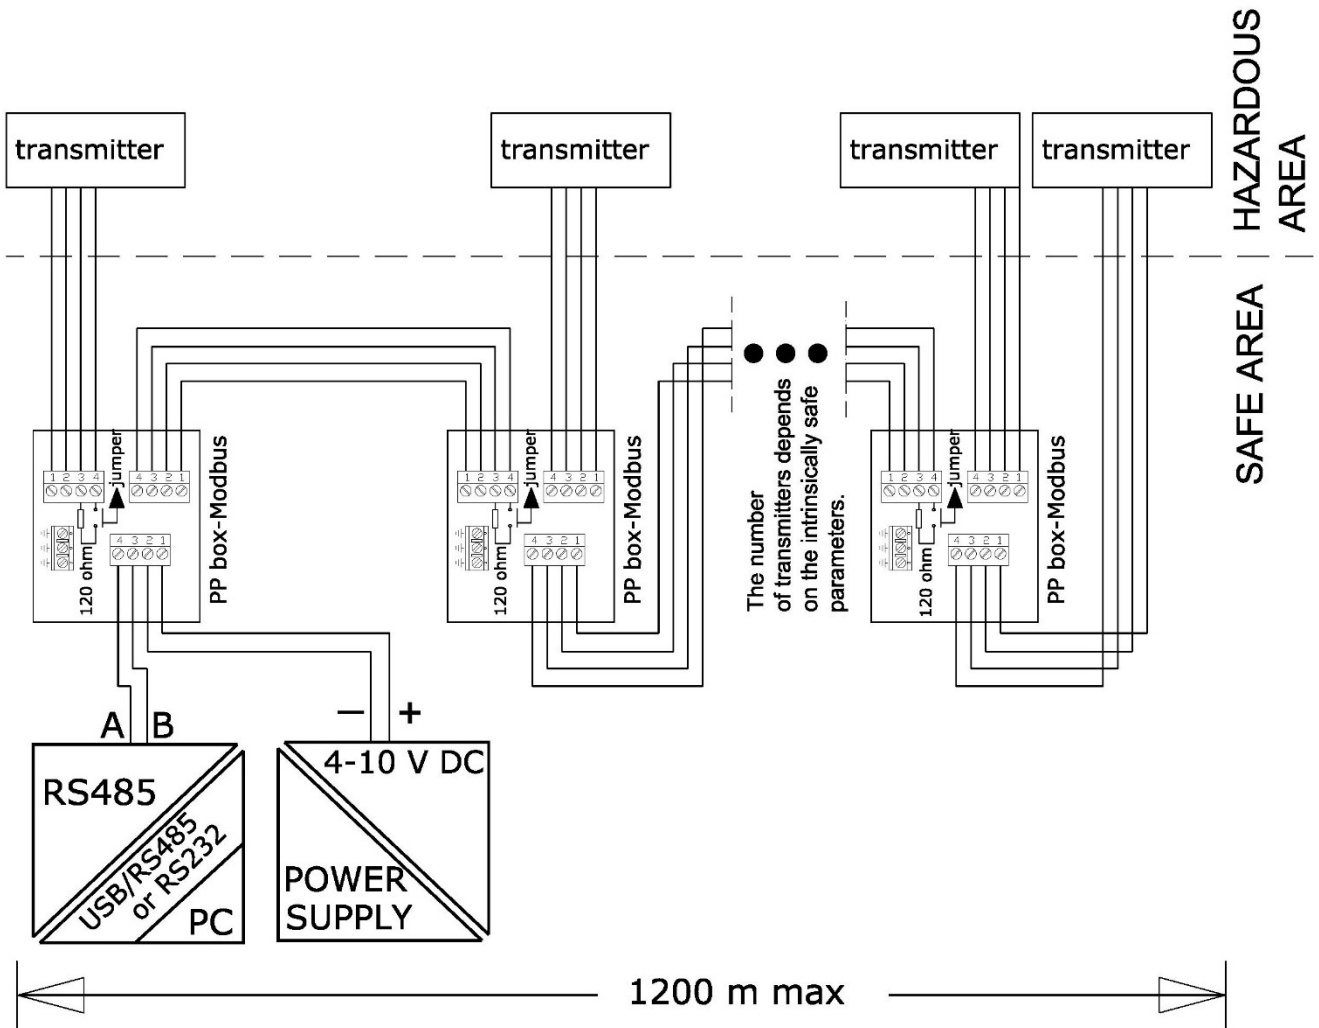 HAZARDOUS
AREA
transmitter
transmitter
transmitter
transmitter
SAFE AREA
1 2 3 4
4 3 2 1
jumper
4 3 2 1
120 ohm
PP box-Modbus
1 2 3 4
4 3 2 1
jumper
4 3 2 1
120 ohm
PP box-Modbus
The number
of transmitters depends
on the intrinsically safe
parameters.
1 2 3 4
4 3 2 1
jumper
4 3 2 1
120 ohm
PP box-Modbus
A B
− +
RS485
USB/RS485
or RS232
PC
4-10 V DC
POWER
SUPPLY
1200 m max